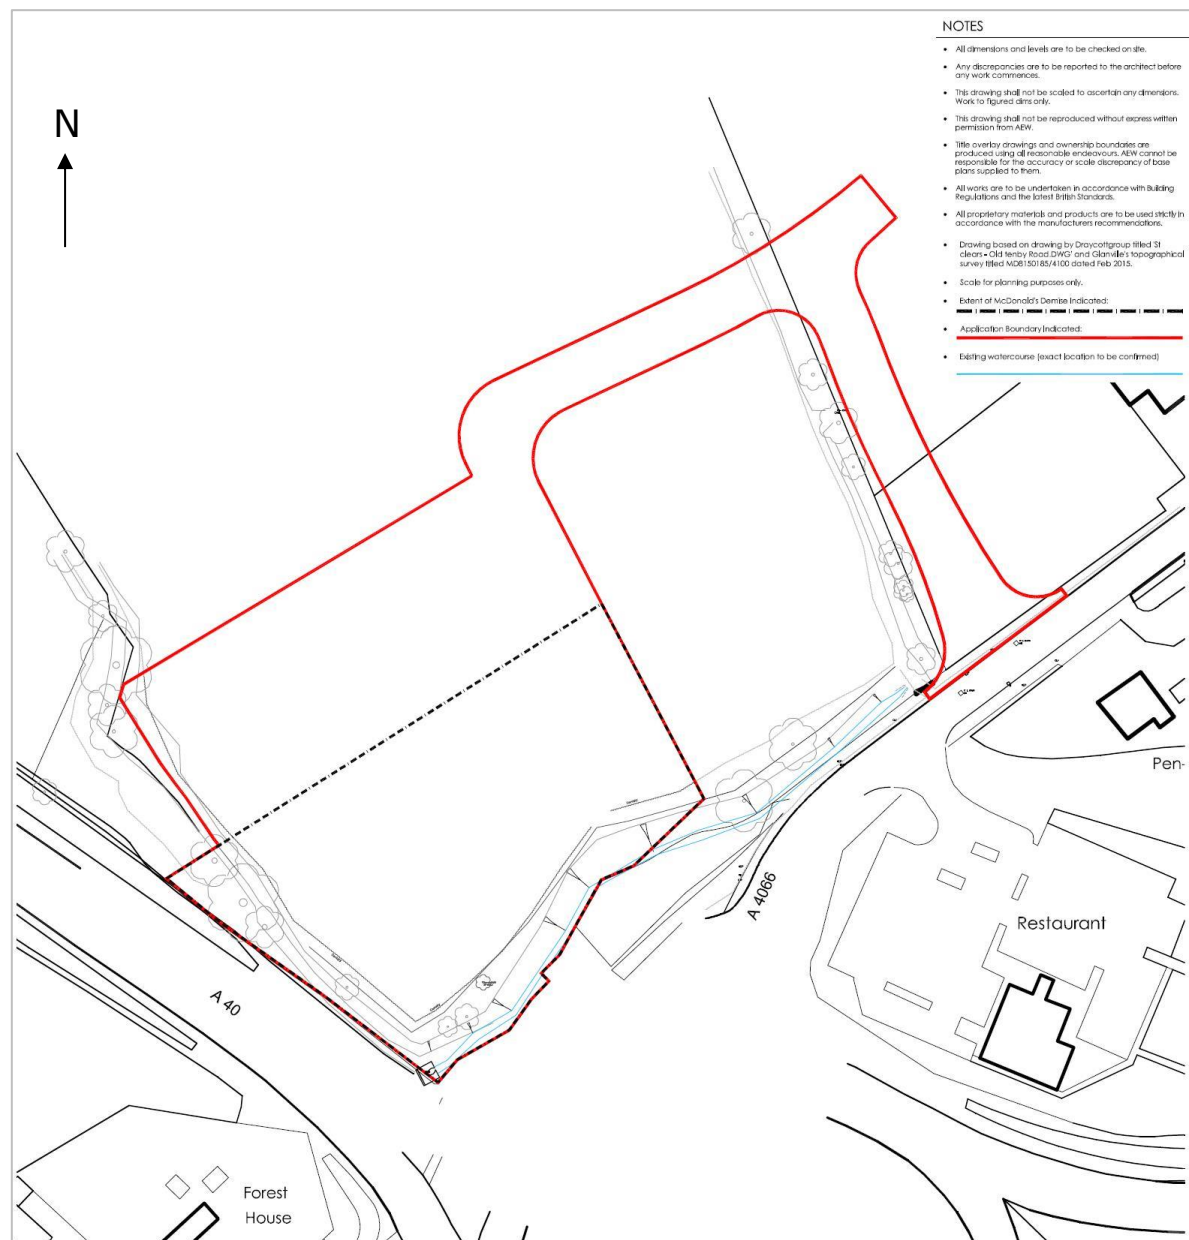 NOTES
• All dimensions and levels are to be checked on site.
• Any discrepancies are to be reported to the architect before
any work commences.
• This drawing shall not be scaled to ascertain any dimensions.
Work to figured dims only.
• This drawing shall not be reproduced without express written
permission from AEW.
• Title overlay drawings and ownership boundaries are
produced using all reasonable endeavours. AEW cannot be
responsible for the accuracy or scale discrepancy of base
plans supplied to them.
• All works are to be undertaken in accordance with Building
Regulations and the latest British Standards.
• All proprietary materials and products are to be used strictly in
accordance with the manufacturers recommendations.
• Drawing based on drawing by Draycottgroup titled 'St
clears - Old tenby Road.DWG' and Glanville's topographical
survey titled MDB150185/4100 dated Feb 2015.
• Scale for planning purposes only.
• Extent of McDonald's Demise Indicated:
• Application Boundary Indicated:
• Existing watercourse (exact location to be confirmed)
N
Pen-
A 4066
Restaurant
A 40
Forest
House